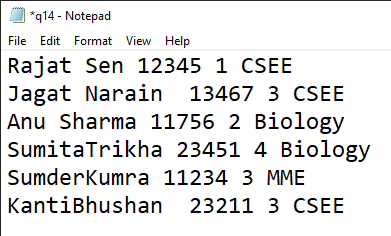 *q14 - Notepad
File Edit Format View Help
Rajat Sen 12345 1 CSEE
Jagat Narain  13467 3 CSEE
Anu Sharma 11756 2 Biology
SumitaTrikha 23451 4 Biology
SumderKumra 11234 3 MME
KantiBhushan  23211 3 CSEE